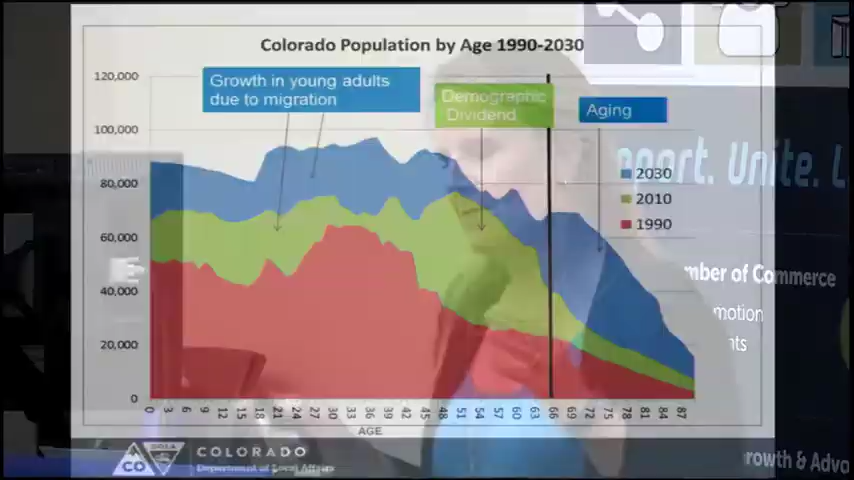 Colorado Population by Age 1990-2030
120,000
100,000
80,000
60,000
40,000
20,000
0
Growth in young adults
due to migration
Demographic
Dividend
Aging
2030
2010
1990
0 3 6 9 12 15 18 21 24 27 30 33 36 39 42 45 48 51 54 57 60 63 66 69 72 75 78 81 84 87
AGE
CO
DOLA
COLORADO
Department of Local Affairs
pport. Unite. L
mber of Commerce
motion
nts
rowth & Advo